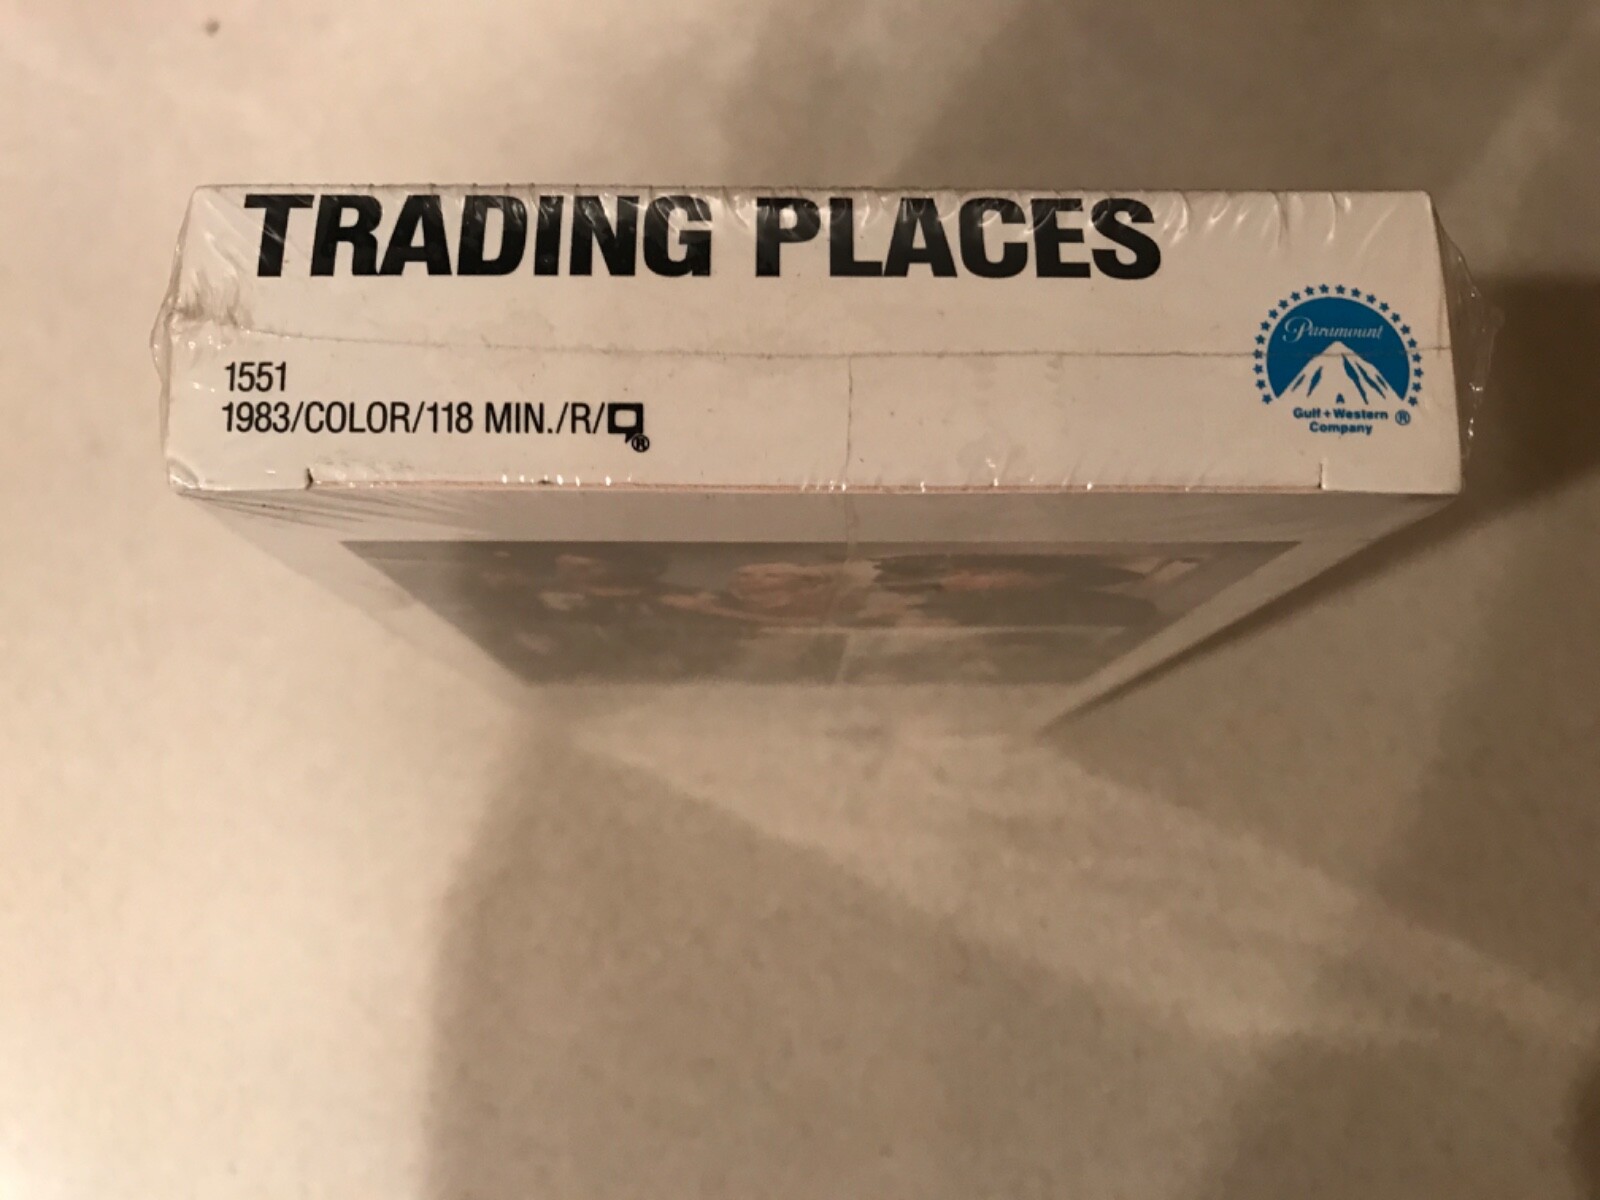 TRADING PLACES
1551
1983/COLOR/118 MIN./R/
®
Paramount
A
Gulf+Western ®
Company